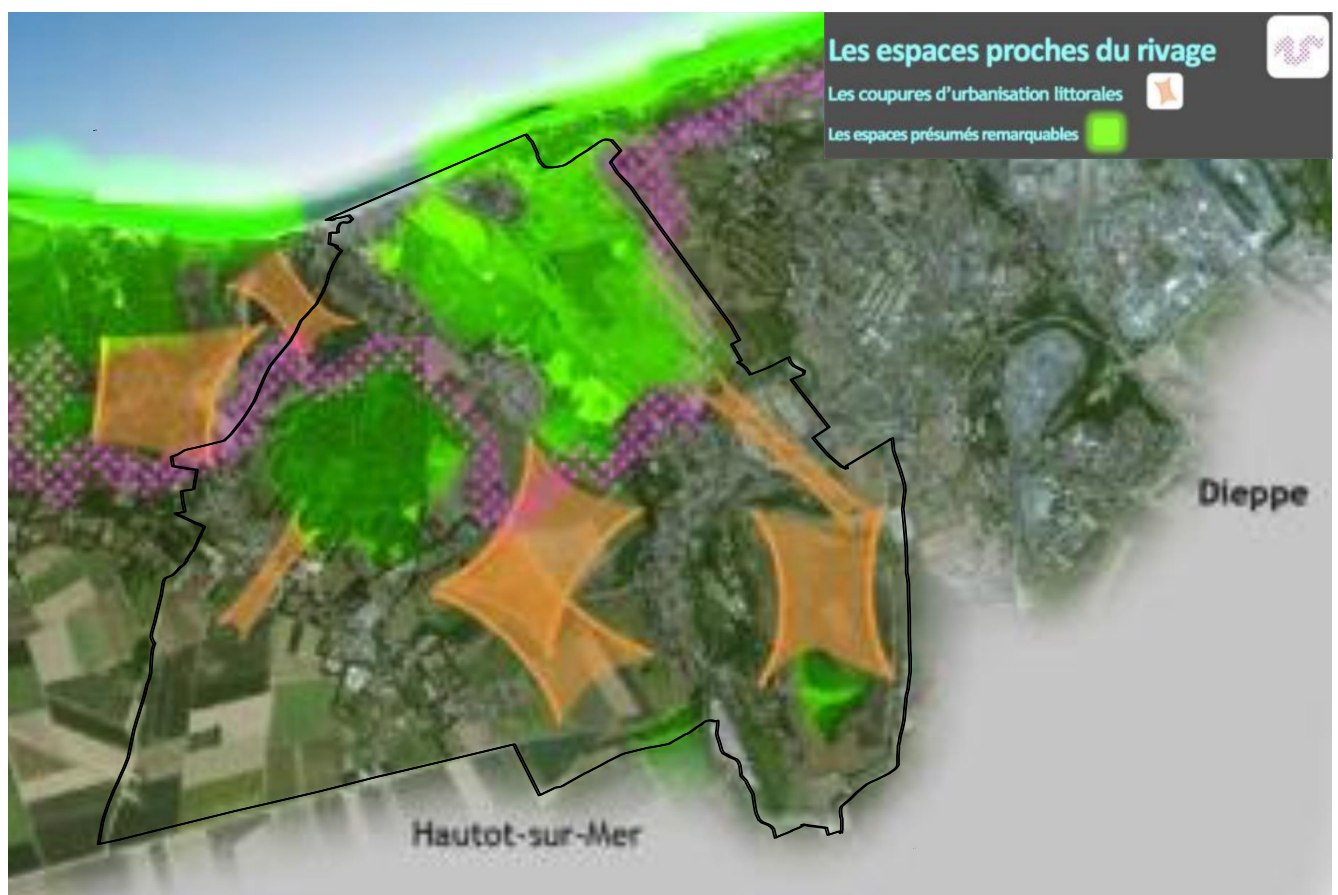 Les espaces proches du rivage
Les coupures d'urbanisation littorales
Les espaces présumés remarquables
Dieppe
Hautot-sur-Mer